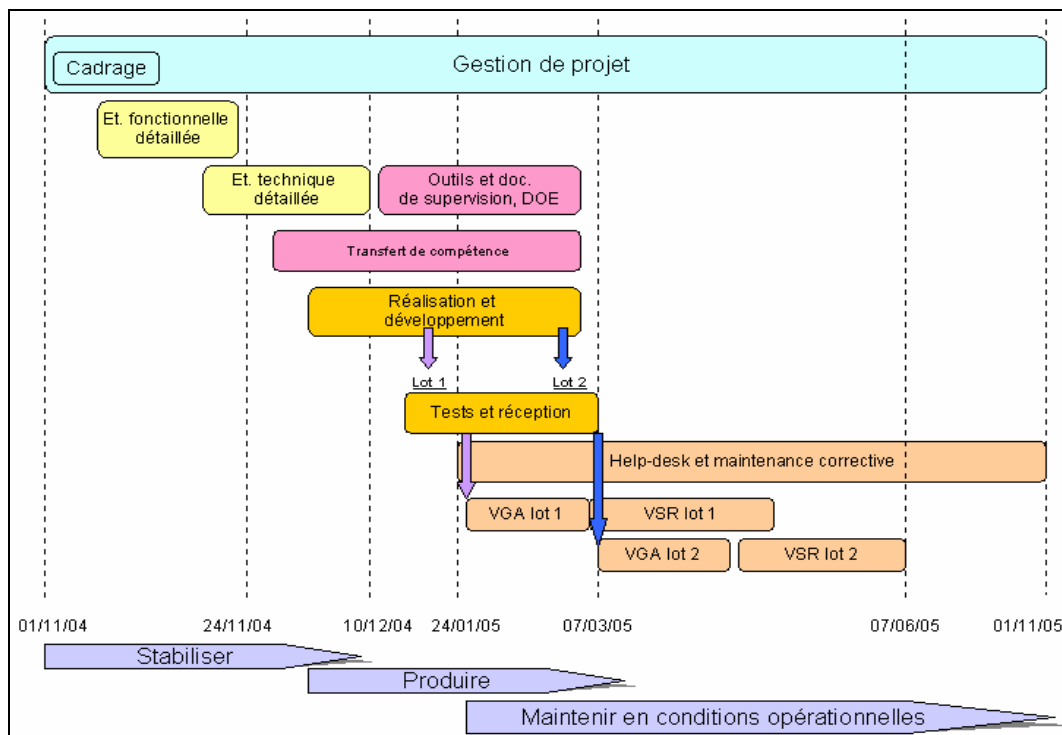 Gestion de projet
Cadrage
Et. fonctionnelle
détaillée
Et. technique
détaillée
Outils et doc.
de supervision, DOE
Transfert de compétence
Réalisation et
développement
Lot 1
Lot 2
Tests et réception
Help-desk et maintenance corrective
VGA lot 1
VSR lot 1
VGA lot 2
VSR lot 2
01/11/04
24/11/04
10/12/04
24/01/05
07/03/05
07/06/05
01/11/05
Stabiliser
Produire
Maintenir en conditions opérationnelles